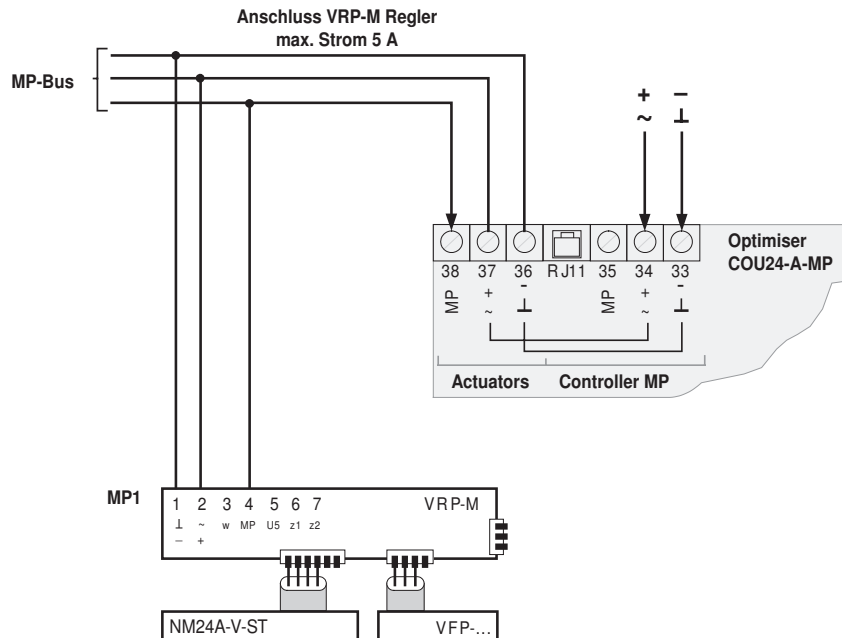 Anschluss VRP-M Regler
max. Strom 5 A
MP-Bus
+ −
~ ⊥
Optimiser
COU24-A-MP
38 37 36 RJ11 35 34 33
MP + - MP + -
~ ⊥ ~ ⊥
Actuators Controller MP
MP1
1 2 3 4 5 6 7 VRP-M
⊥ ~ w MP U5 z1 z2
− +
NM24A-V-ST VFP-...